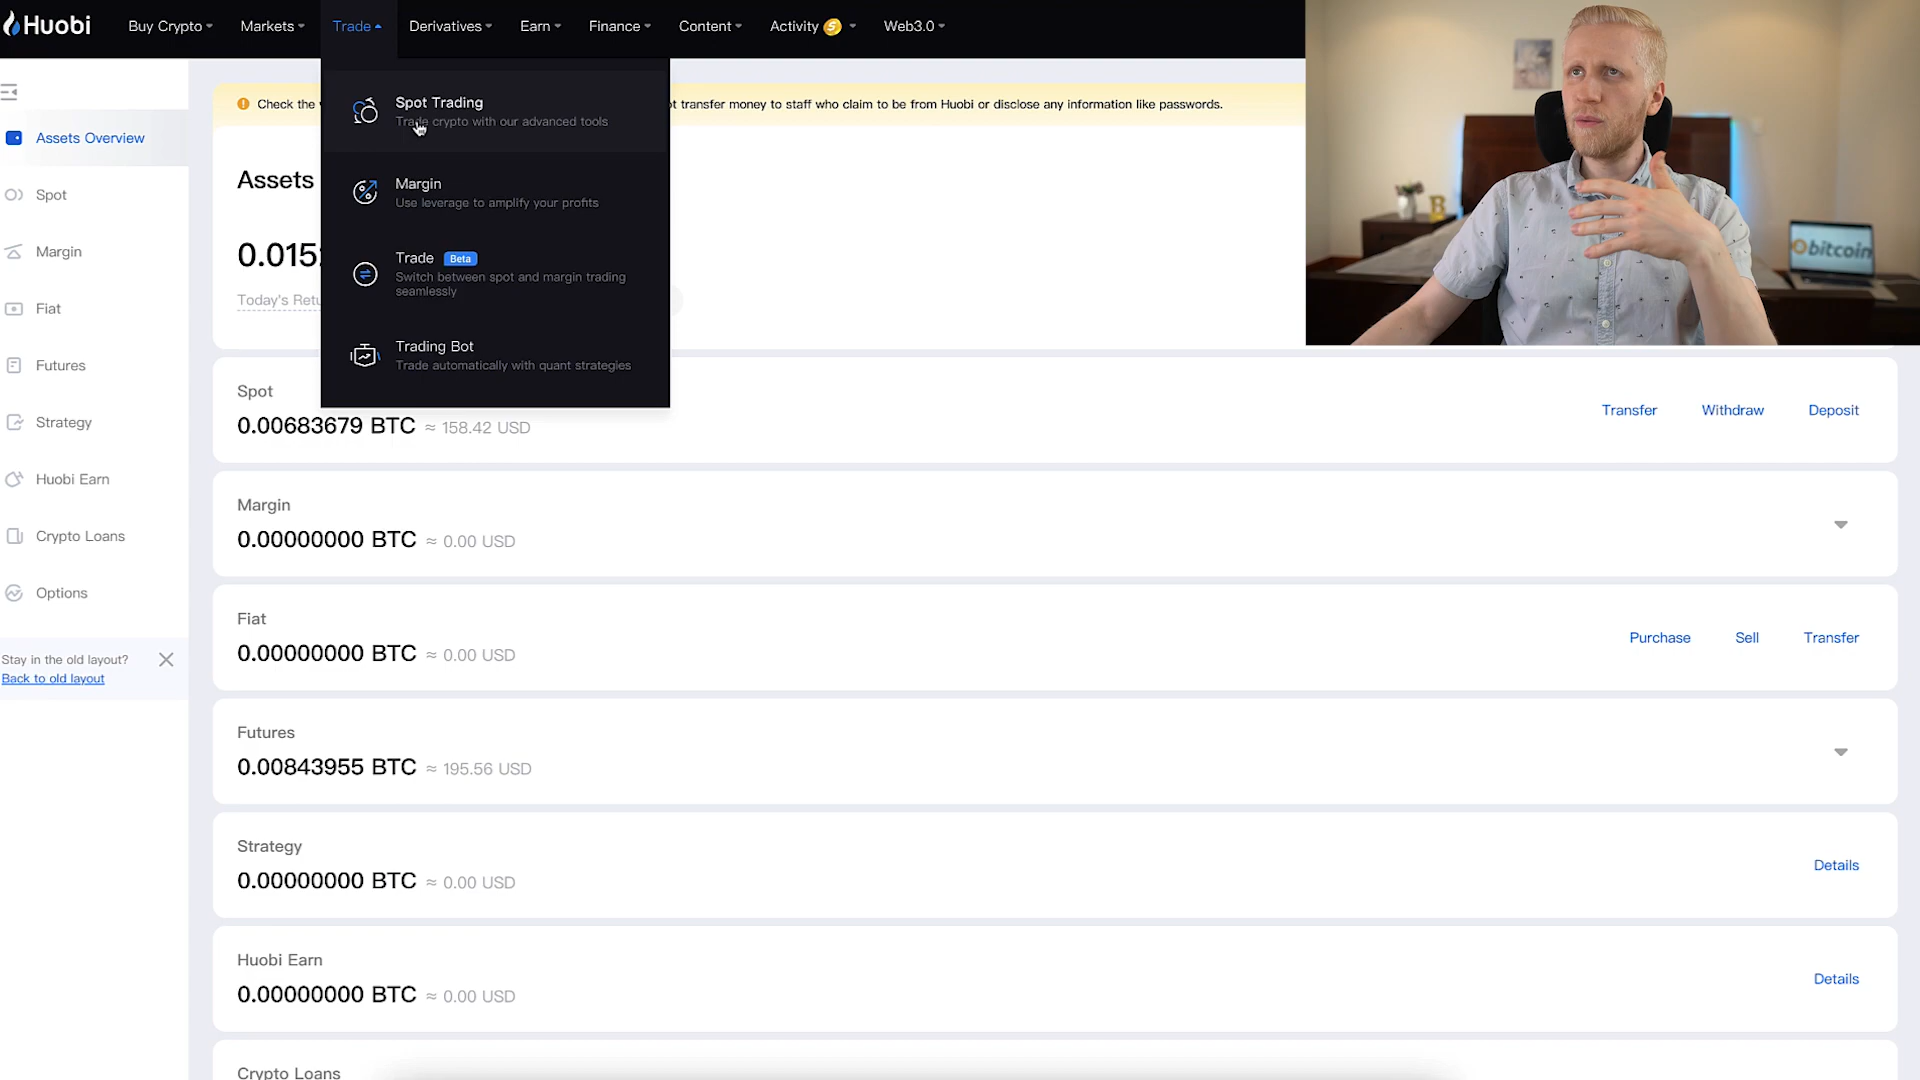 Huobi
Buy Crypto
Markets
Trade
Derivatives
Earn
Finance
Content
Activity
Web3.0
Check the
t transfer money to staff who claim to be from Huobi or disclose any information like passwords.
Spot Trading
Trade crypto with our advanced tools
Margin
Use leverage to amplify your profits
Trade Beta
Switch between spot and margin trading
seamlessly
Trading Bot
Trade automatically with quant strategies
Assets Overview
Spot
Margin
Fiat
Futures
Strategy
Huobi Earn
Crypto Loans
Options
Stay in the old layout?
Back to old layout
Assets
0.015
Today's Retu
Spot
0.00683679 BTC ≈ 158.42 USD
Transfer
Withdraw
Deposit
Margin
0.00000000 BTC ≈ 0.00 USD
Fiat
0.00000000 BTC ≈ 0.00 USD
Purchase
Sell
Transfer
Futures
0.00843955 BTC ≈ 195.56 USD
Strategy
0.00000000 BTC ≈ 0.00 USD
Details
Huobi Earn
0.00000000 BTC ≈ 0.00 USD
Details
Crypto Loans
bitcoin